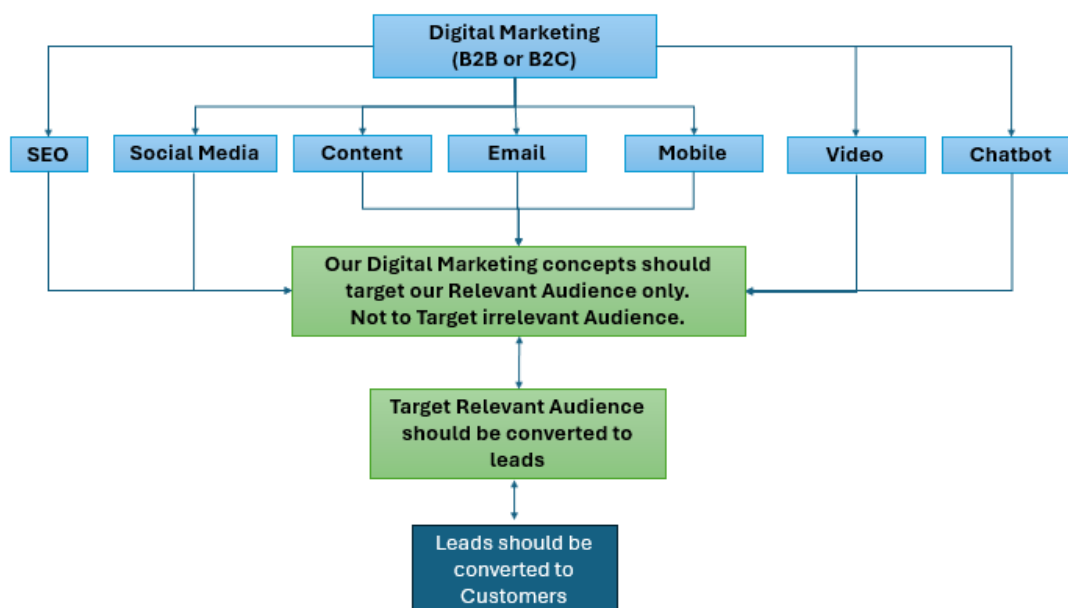 Digital Marketing
(B2B or B2C)
SEO
Social Media
Content
Email
Mobile
Video
Chatbot
Our Digital Marketing concepts should
target our Relevant Audience only.
Not to Target irrelevant Audience.
Target Relevant Audience
should be converted to
leads
Leads should be
converted to
Customers